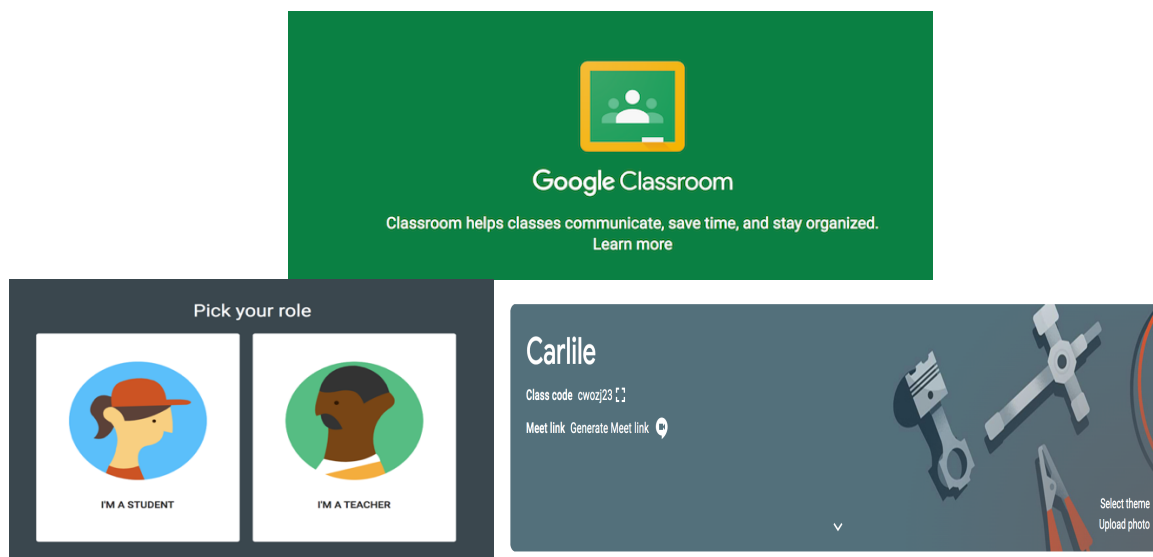 Google Classroom
Classroom helps classes communicate, save time, and stay organized.
Learn more
Pick your role
I'M A STUDENT
I'M A TEACHER
Carlile
Class code cwozj23
Meet link Generate Meet link
Select theme
Upload photo